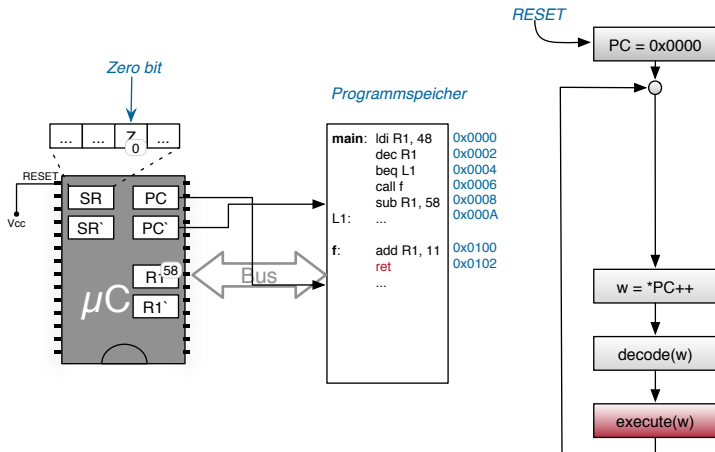 RESET
PC = 0x0000
Zero bit
Programmspeicher
... ... Z ...
0
main: ldi R1, 48 0x0000
dec R1 0x0002
beq L1 0x0004
call f 0x0006
sub R1, 58 0x0008
L1: ... 0x000A
f: add R1, 11 0x0100
ret 0x0102
...
RESET
Vcc
SR PC
SR` PC`
R1 58
R1`
µC
Bus
w = *PC++
decode(w)
execute(w)